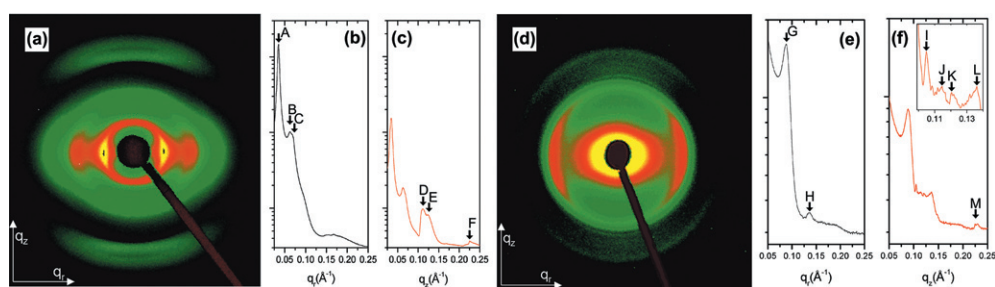 (a)
q_z
q_r
A
(b)
B
C
0.05 0.10 0.15 0.20 0.25
q_r(Å⁻¹)
(c)
D
E
F
0.05 0.10 0.15 0.20 0.25
q_z(Å⁻¹)
(d)
q_z
q_r
G
(e)
H
0.05 0.10 0.15 0.20 0.25
q_r(Å⁻¹)
(f)
I
J
K
L
0.11 0.13
M
0.05 0.10 0.15 0.20 0.25
q_z(Å⁻¹)